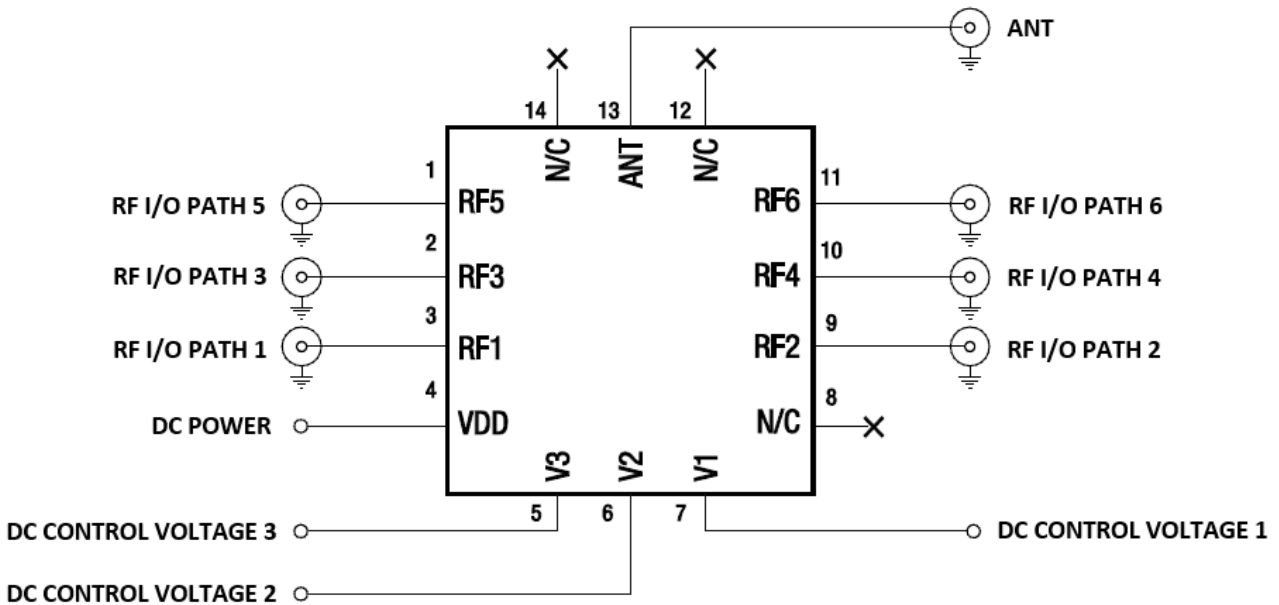 ANT
14
13
12
N/C
ANT
N/C
1
11
RF I/O PATH 5
RF5
RF6
RF I/O PATH 6
2
10
RF I/O PATH 3
RF3
RF4
RF I/O PATH 4
3
9
RF I/O PATH 1
RF1
RF2
RF I/O PATH 2
4
8
DC POWER
VDD
N/C
V3
V2
V1
5
6
7
DC CONTROL VOLTAGE 3
DC CONTROL VOLTAGE 1
DC CONTROL VOLTAGE 2